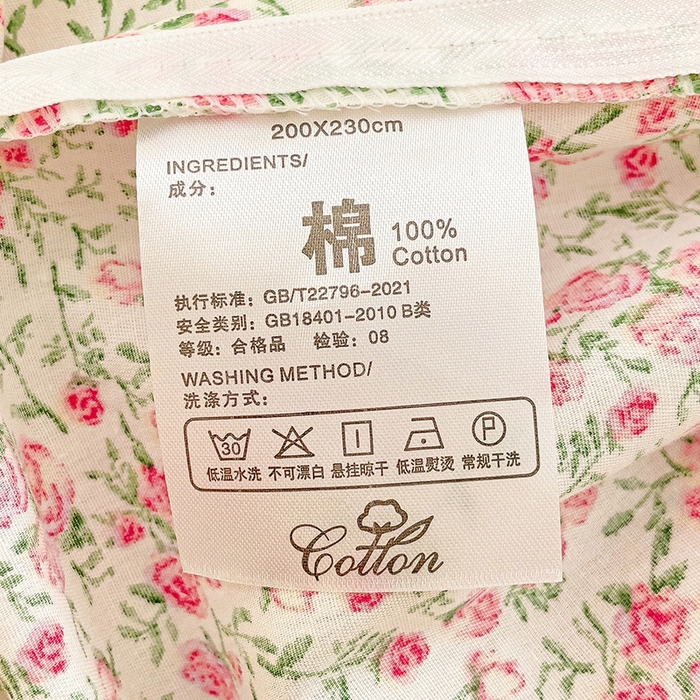 200X230cm
INGREDIENTS/
成分：
棉 100%
Cotton
执行标准：GB/T22796-2021
安全类别：GB18401-2010 B类
等级：合格品 检验：08
WASHING METHOD/
洗涤方式：
30 P
低温水洗 不可漂白 悬挂晾干 低温熨烫 常规干洗
Cotton